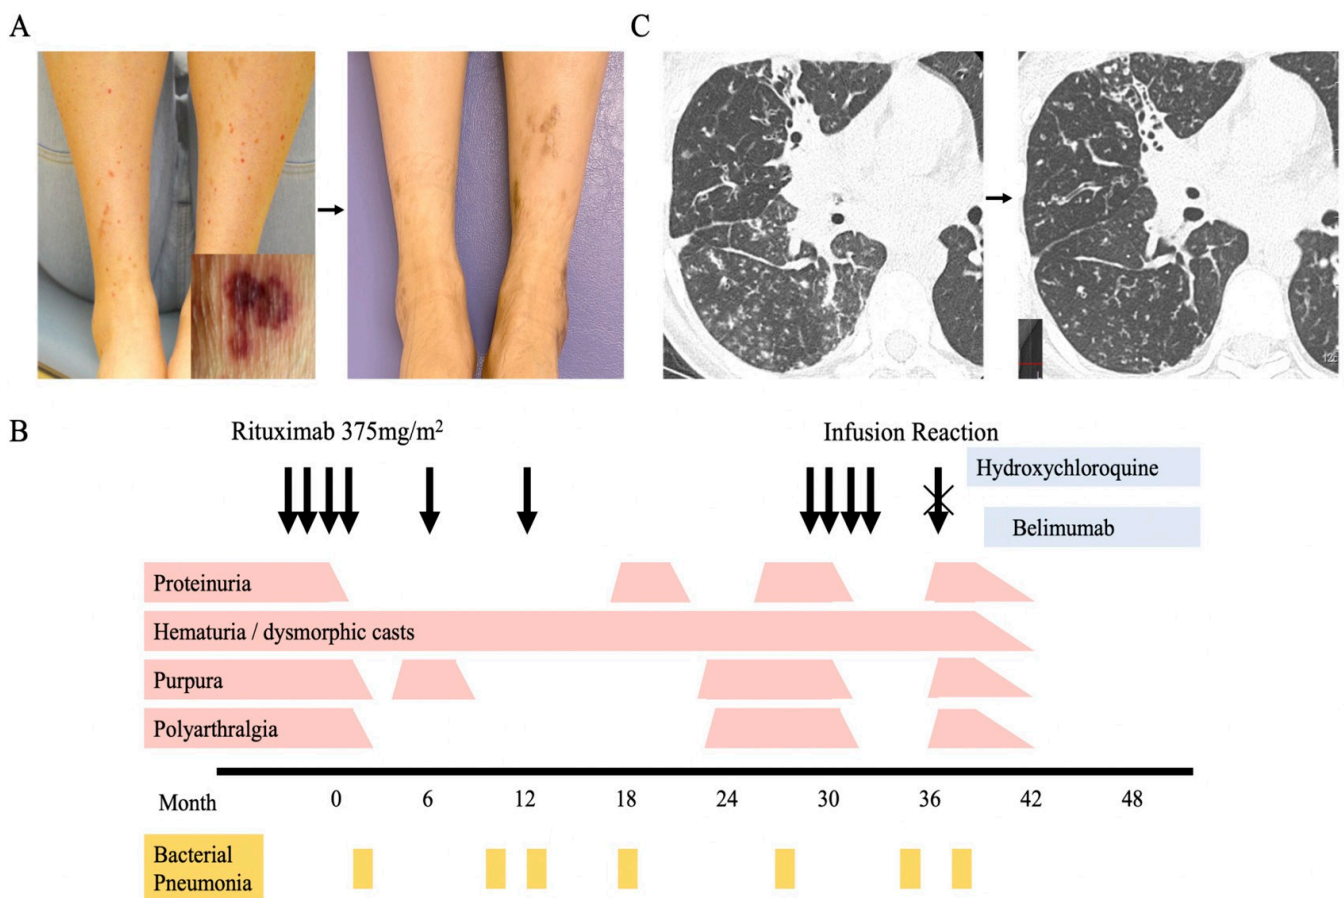 A
C
B
Rituximab 375mg/m²
Infusion Reaction
Hydroxychloroquine
Belimumab
Proteinuria
Hematuria / dysmorphic casts
Purpura
Polyarthralgia
Month 0 6 12 18 24 30 36 42 48
Bacterial
Pneumonia